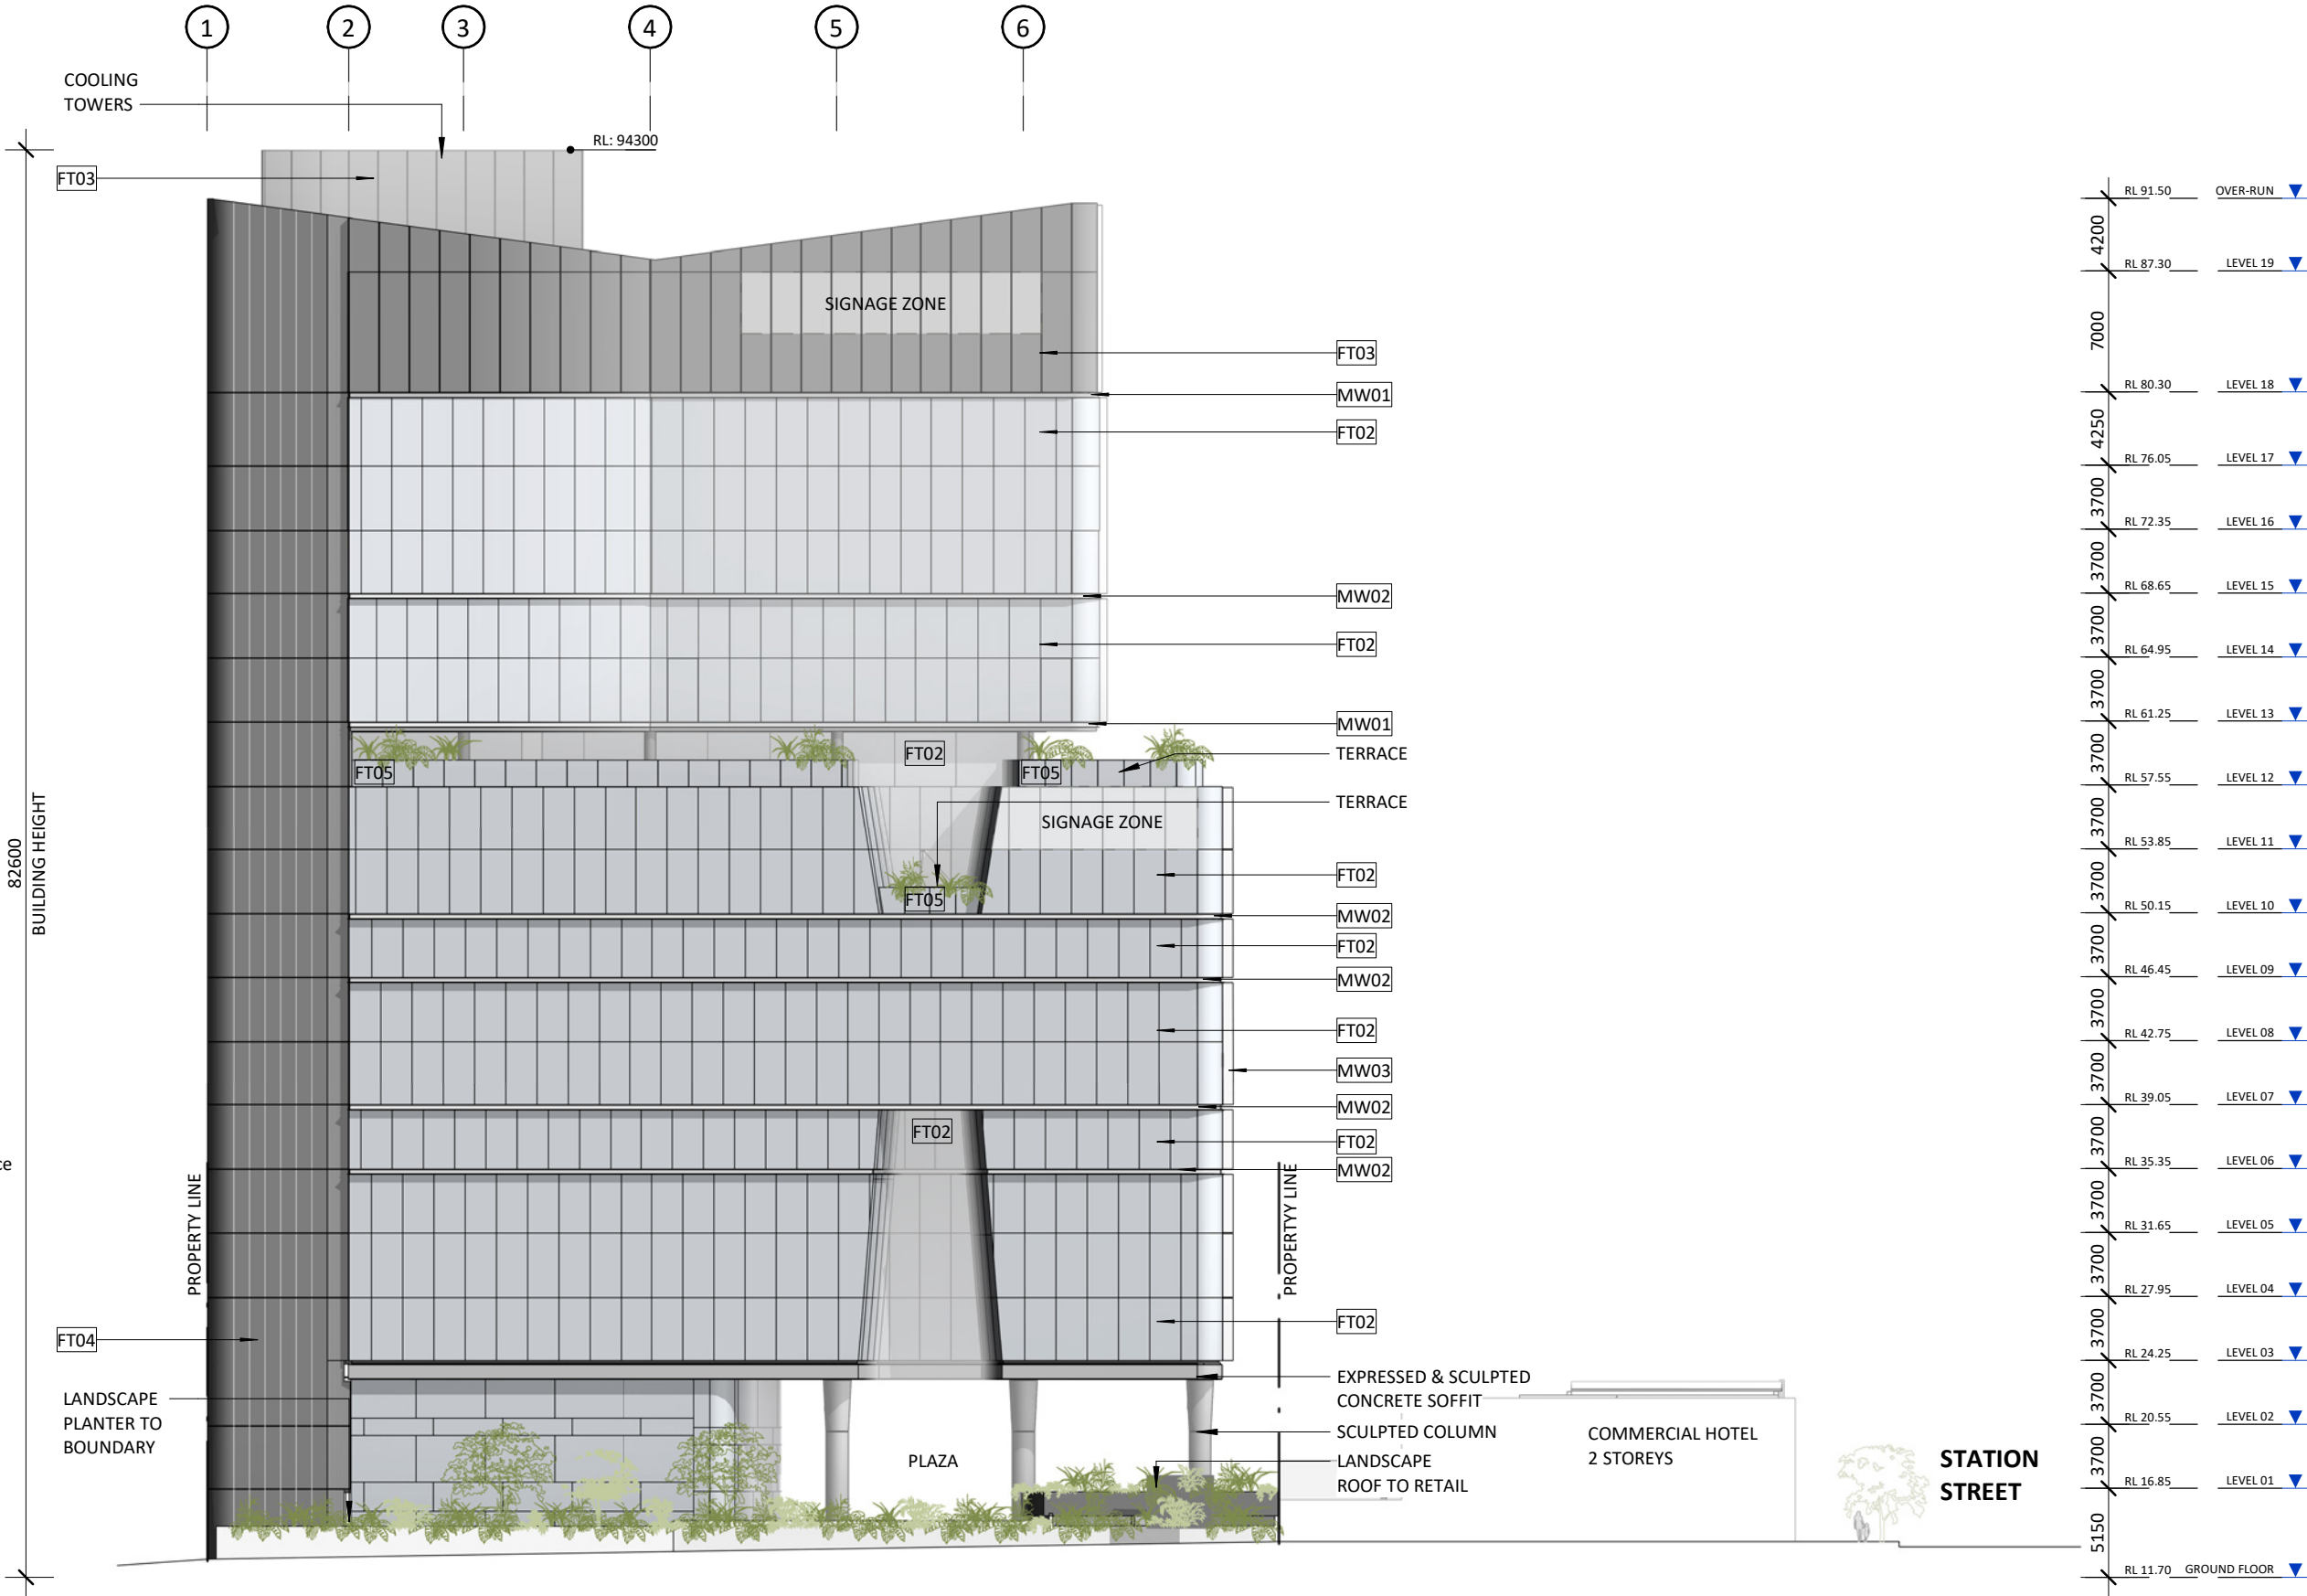 1
2
3
4
5
6
COOLING
TOWERS
RL: 94300
FT03
RL 91.50 OVER-RUN
4200
RL 87.30 LEVEL 19
SIGNAGE ZONE
7000
FT03
RL 80.30 LEVEL 18
MW01
FT02
4250
RL 76.05 LEVEL 17
3700
RL 72.35 LEVEL 16
3700
RL 68.65 LEVEL 15
MW02
3700
FT02
RL 64.95 LEVEL 14
3700
RL 61.25 LEVEL 13
MW01
3700
FT02
TERRACE
FT05
FT05
RL 57.55 LEVEL 12
TERRACE
3700
SIGNAGE ZONE
RL 53.85 LEVEL 11
82600
BUILDING HEIGHT
FT02
3700
FT05
RL 50.15 LEVEL 10
MW02
FT02
3700
RL 46.45 LEVEL 09
MW02
3700
FT02
RL 42.75 LEVEL 08
3700
MW03
RL 39.05 LEVEL 07
MW02
FT02
3700
FT02
ce
RL 35.35 LEVEL 06
MW02
3700
PROPERTY LINE
PROPERTYY LINE
RL 31.65 LEVEL 05
3700
RL 27.95 LEVEL 04
FT02
FT04
3700
RL 24.25 LEVEL 03
EXPRESSED & SCULPTED
CONCRETE SOFFIT
3700
LANDSCAPE
PLANTER TO
BOUNDARY
RL 20.55 LEVEL 02
SCULPTED COLUMN
COMMERCIAL HOTEL
2 STOREYS
PLAZA
LANDSCAPE
ROOF TO RETAIL
STATION
STREET
3700
RL 16.85 LEVEL 01
5150
RL 11.70 GROUND FLOOR